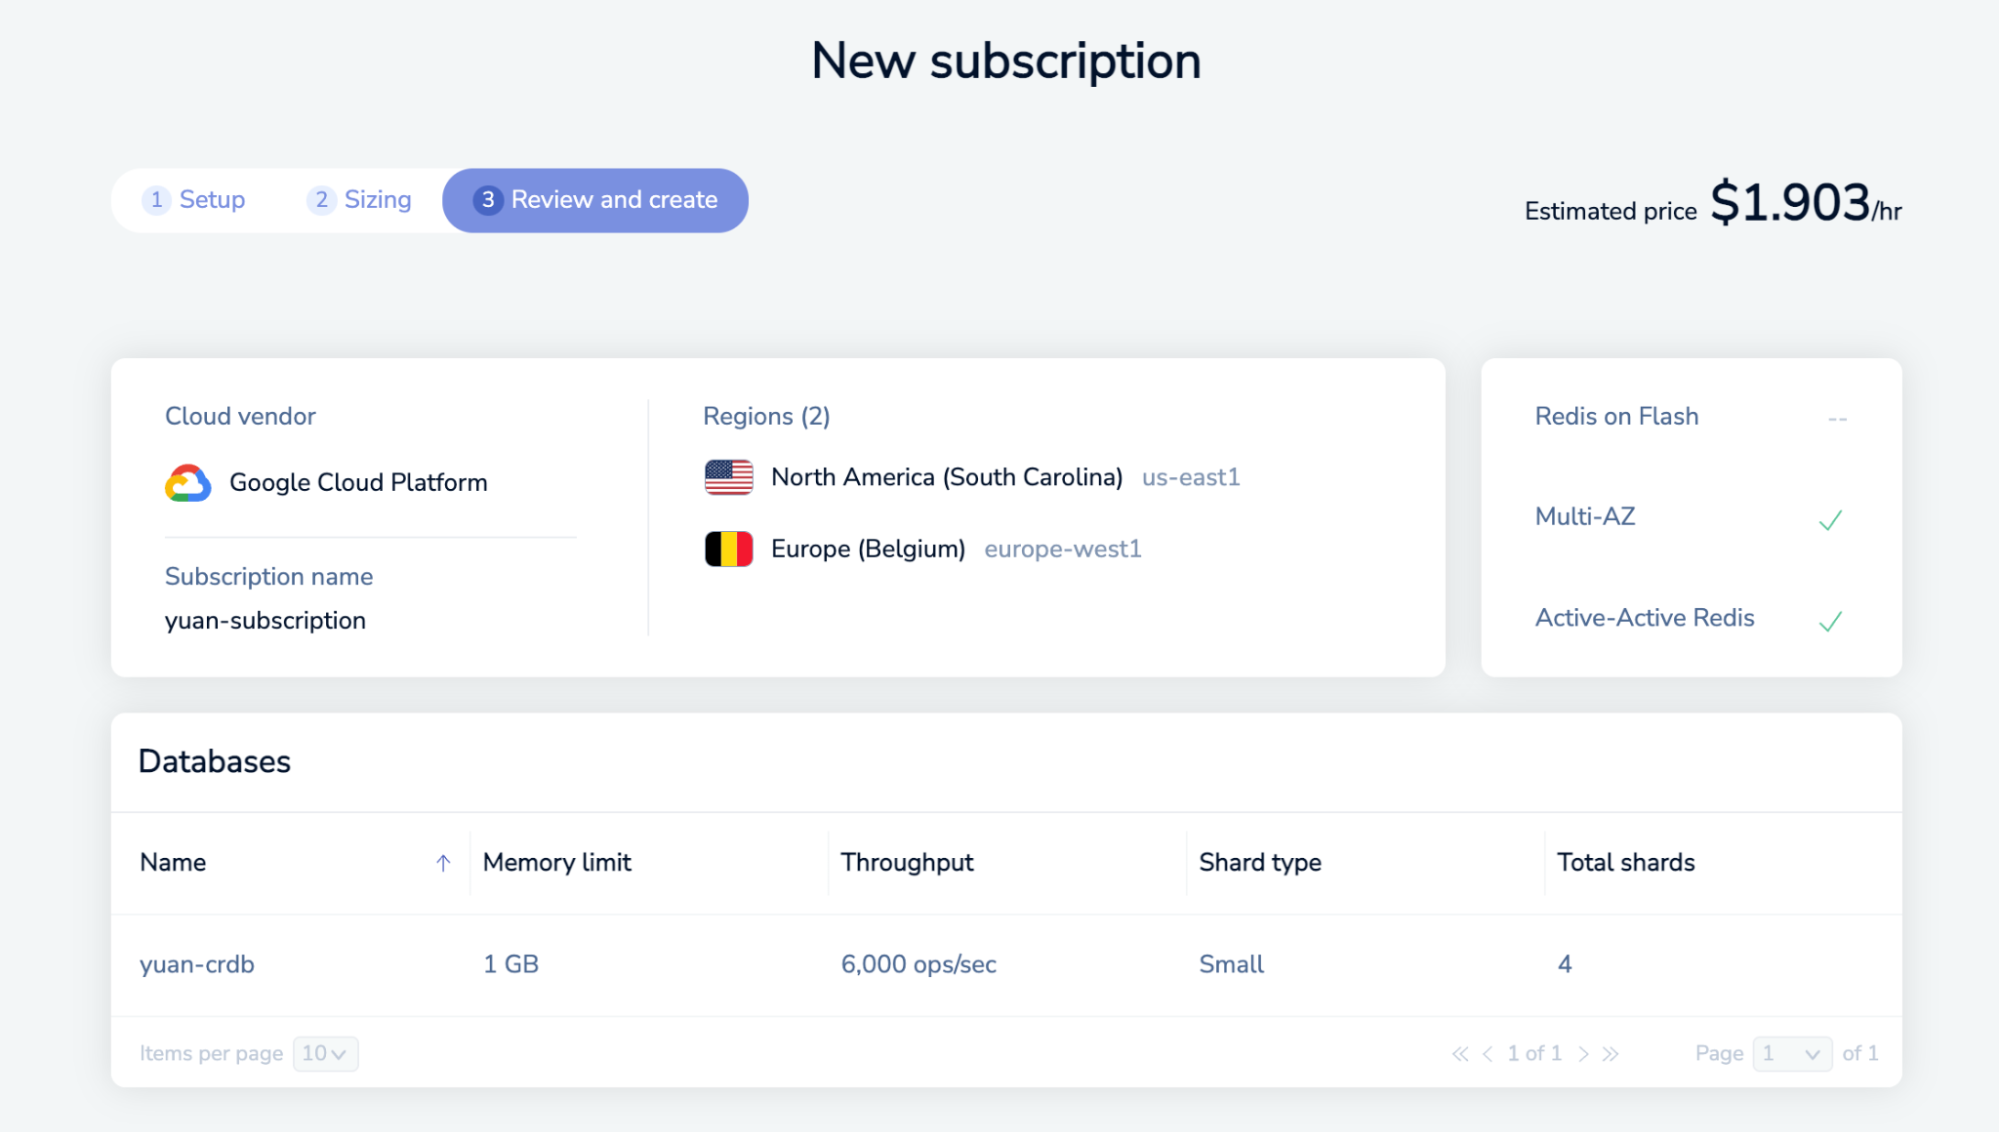 New subscription
1 Setup 2 Sizing 3 Review and create
Estimated price $1.903/hr
Cloud vendor
Google Cloud Platform
Subscription name
yuan-subscription
Regions (2)
North America (South Carolina) us-east1
Europe (Belgium) europe-west1
Redis on Flash --
Multi-AZ
Active-Active Redis
Databases
Name Memory limit Throughput Shard type Total shards
yuan-crdb 1 GB 6,000 ops/sec Small 4
Items per page 10 1 of 1 Page 1 of 1